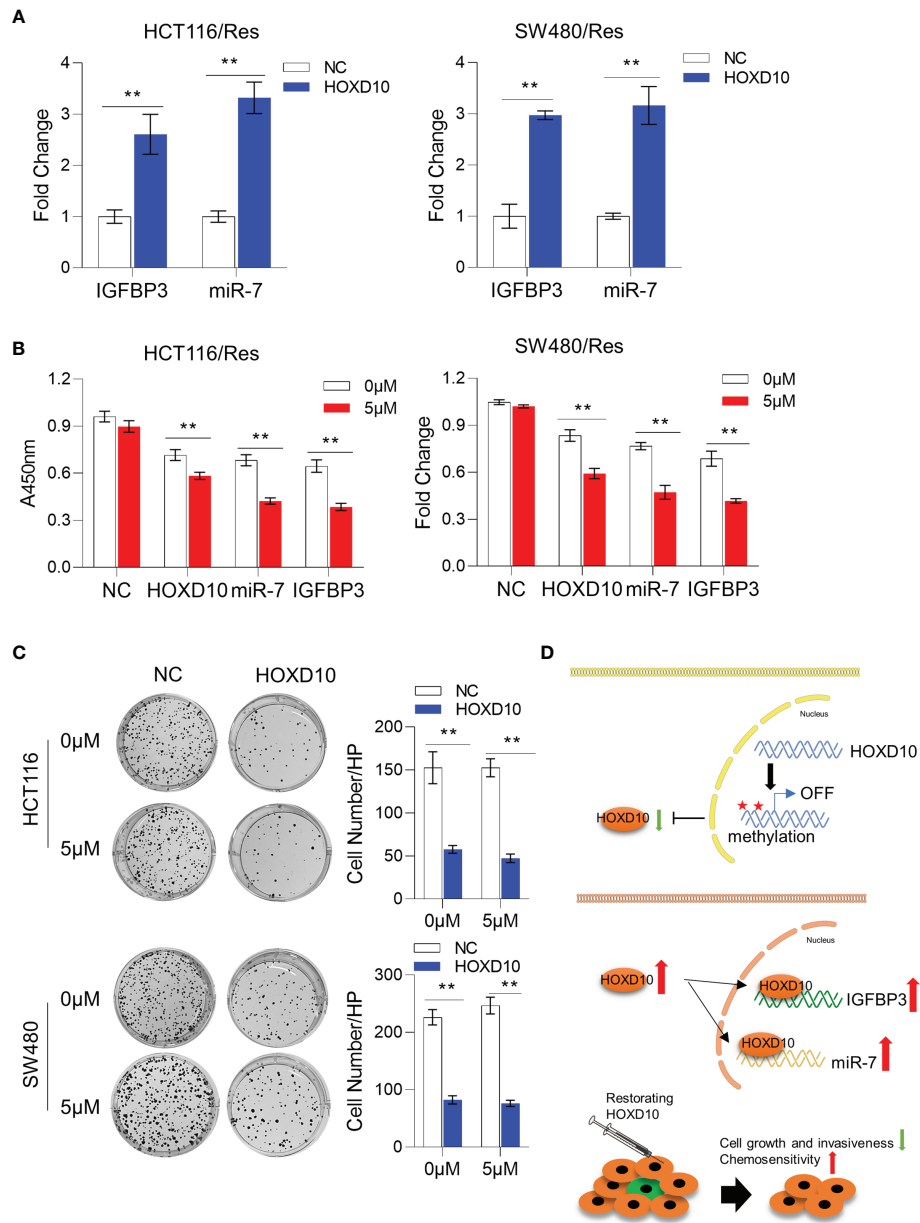 A
HCT116/Res
NC
HOXD10
Fold Change
4
3
2
1
0
**
**
IGFBP3
miR-7
SW480/Res
NC
HOXD10
Fold Change
4
3
2
1
0
**
**
IGFBP3
miR-7
B
HCT116/Res
0μM
5μM
A450nm
1.2
0.9
0.6
0.3
0.0
**
**
**
NC
HOXD10
miR-7
IGFBP3
SW480/Res
0μM
5μM
Fold Change
1.2
0.9
0.6
0.3
0.0
**
**
**
NC
HOXD10
miR-7
IGFBP3
C
NC
HOXD10
HCT116
0μM
5μM
NC
HOXD10
Cell Number/HP
200
150
100
50
0
**
**
0μM
5μM
SW480
0μM
5μM
NC
HOXD10
Cell Number/HP
300
200
100
0
**
**
0μM
5μM
D
Nucleus
HOXD10
OFF
methylation
HOXD10
Nucleus
HOXD10
HOXD10
IGFBP3
HOXD10
miR-7
Restorating
HOXD10
Cell growth and invasiveness
Chemosensitivity